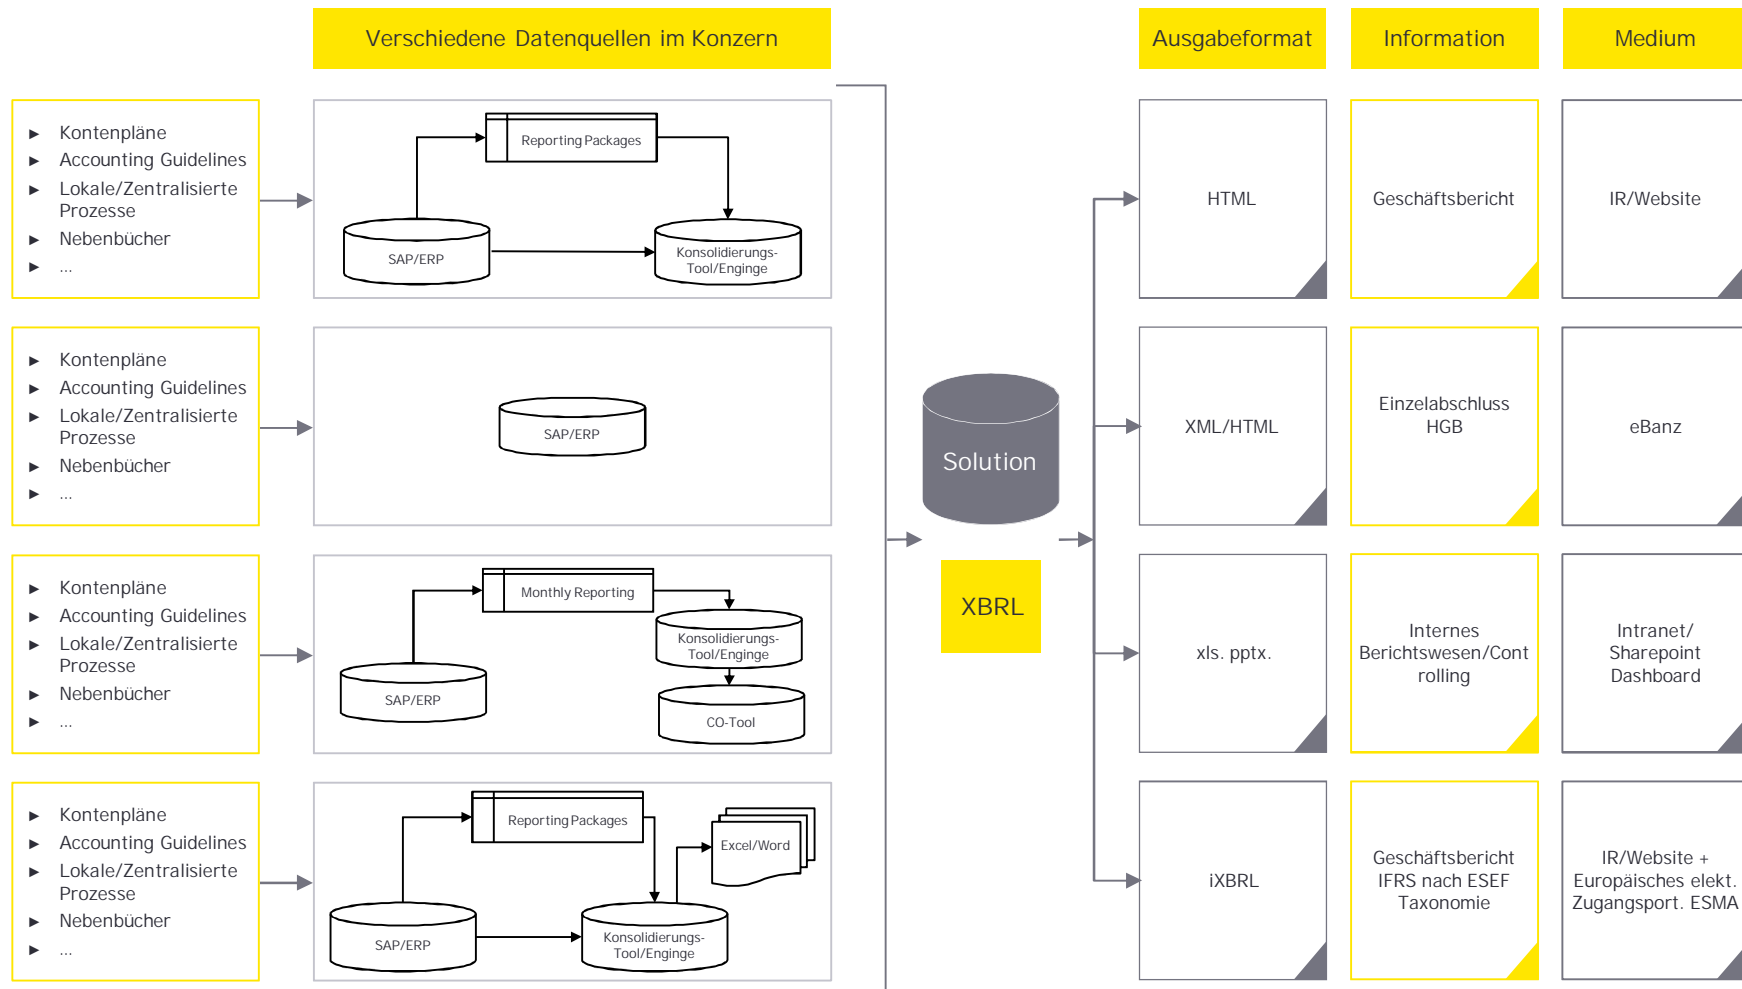 Verschiedene Datenquellen im Konzern
Ausgabeformat
Information
Medium
► Kontenpläne
► Accounting Guidelines
► Lokale/Zentralisierte
Prozesse
► Nebenbücher
► ...
Reporting Packages
SAP/ERP
Konsolidierungs-
Tool/Enginge
HTML
Geschäftsbericht
IR/Website
► Kontenpläne
► Accounting Guidelines
► Lokale/Zentralisierte
Prozesse
► Nebenbücher
► ...
SAP/ERP
Solution
XBRL
XML/HTML
Einzelabschluss
HGB
eBanz
► Kontenpläne
► Accounting Guidelines
► Lokale/Zentralisierte
Prozesse
► Nebenbücher
► ...
Monthly Reporting
Konsolidierungs-
Tool/Enginge
SAP/ERP
CO-Tool
xls. pptx.
Internes
Berichtswesen/Cont
rolling
Intranet/
Sharepoint
Dashboard
► Kontenpläne
► Accounting Guidelines
► Lokale/Zentralisierte
Prozesse
► Nebenbücher
► ...
Reporting Packages
Excel/Word
SAP/ERP
Konsolidierungs-
Tool/Enginge
iXBRL
Geschäftsbericht
IFRS nach ESEF
Taxonomie
IR/Website +
Europäisches elekt.
Zugangsport. ESMA